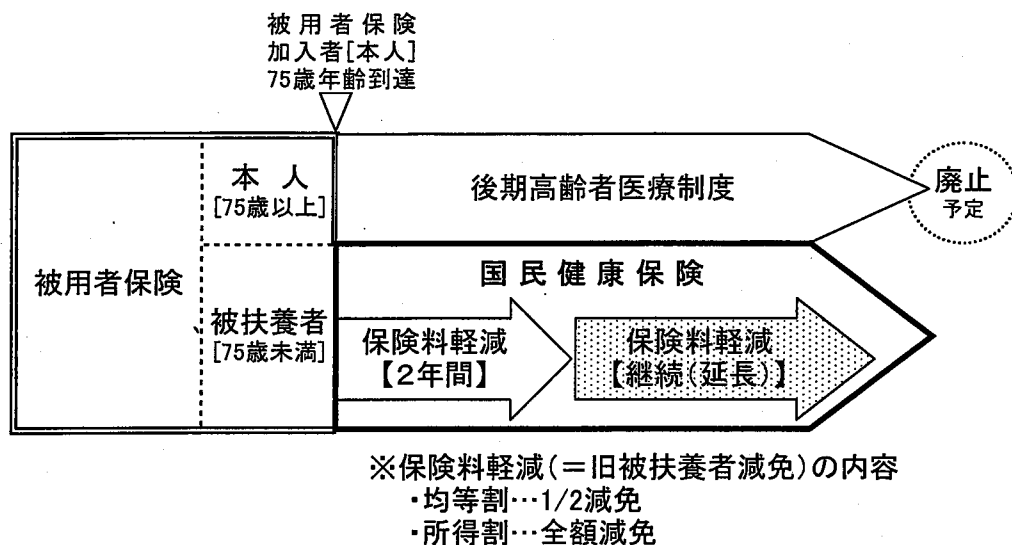 被用者保険
加入者[本人]
75歳年齢到達
本人
[75歳以上]
後期高齢者医療制度
廃止
予定
被用者保険
被扶養者
[75歳未満]
国民健康保険
保険料軽減
【2年間】
保険料軽減
【継続(延長)】
※保険料軽減(=旧被扶養者減免)の内容
・均等割…1/2減免
・所得割…全額減免